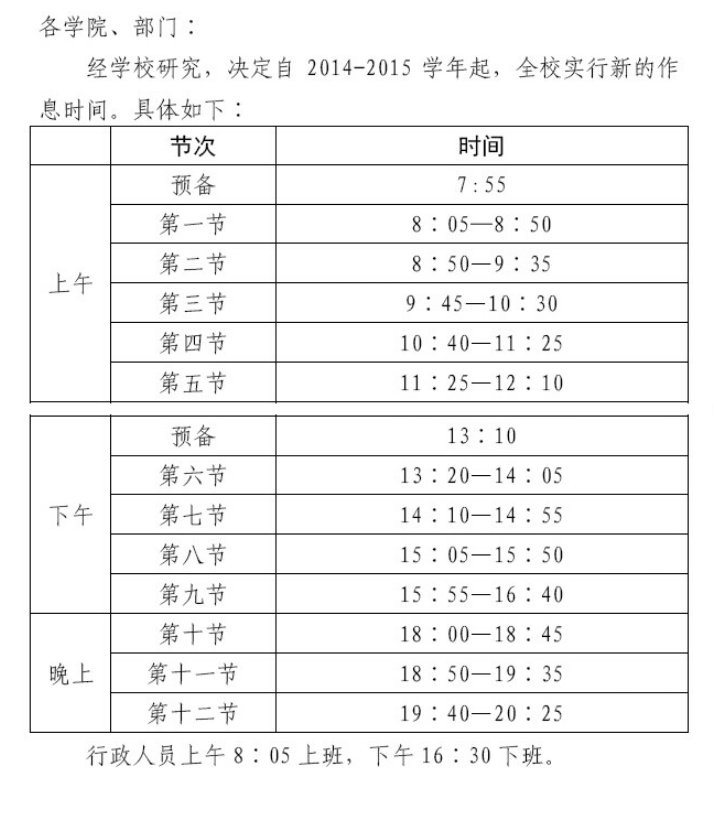 各学院、部门：
经学校研究，决定自 2014-2015 学年起，全校实行新的作
息时间。具体如下：
节次 时间
预备 7:55
第一节 8：05—8：50
第二节 8：50—9：35
上午
第三节 9：45—10：30
第四节 10：40—11：25
第五节 11：25—12：10
预备 13：10
第六节 13：20—14：05
下午 第七节 14：10—14：55
第八节 15：05—15：50
第九节 15：55—16：40
第十节 18：00—18：45
晚上 第十一节 18：50—19：35
第十二节 19：40—20：25
行政人员上午 8：05 上班，下午 16：30 下班。